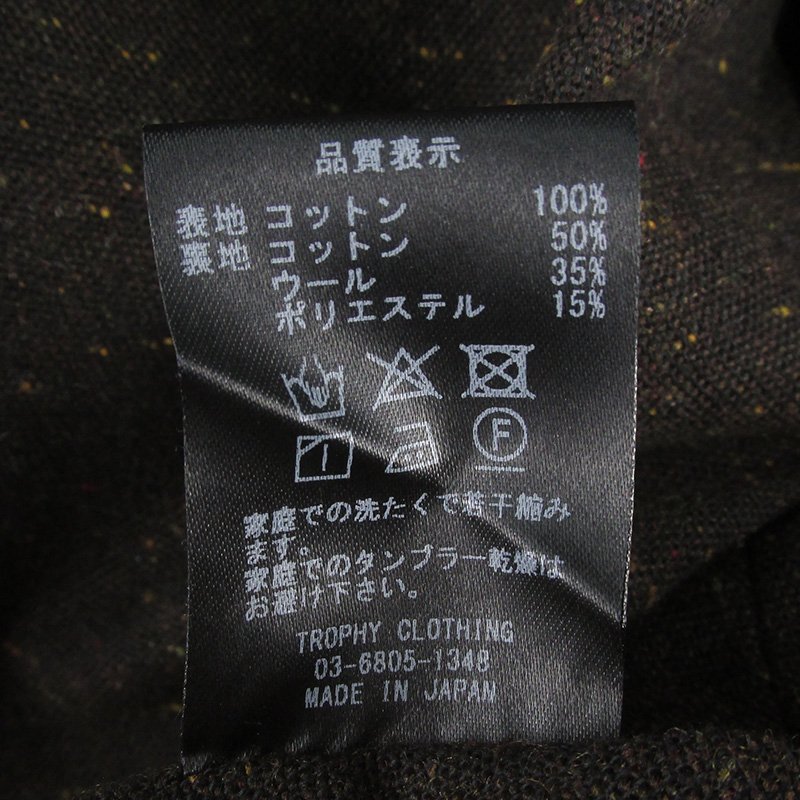 品質表示
表地 コットン 100%
裏地 コットン 50%
ウール 35%
ポリエステル 15%
F
家庭での洗たくで若干縮み
ます。
家庭でのタンブラー乾燥は
お避け下さい。
TROPHY CLOTHING
03-6805-1348
MADE IN JAPAN